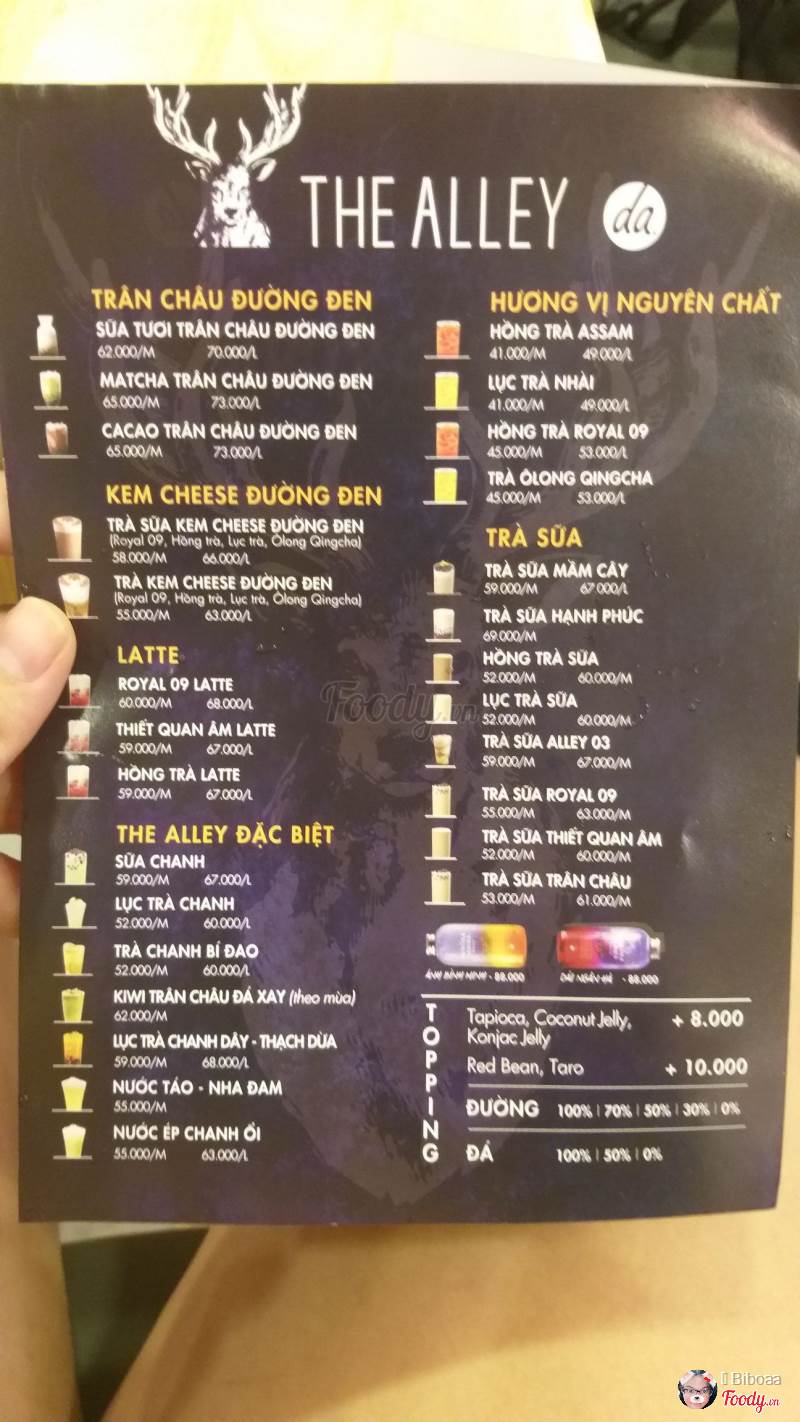 THE ALLEY
da
TRÂN CHÂU ĐƯỜNG ĐEN
SỮA TƯƠI TRÂN CHÂU ĐƯỜNG ĐEN
62.000/M 70.000/L
MATCHA TRÂN CHÂU ĐƯỜNG ĐEN
65.000/M 73.000/L
CACAO TRÂN CHÂU ĐƯỜNG ĐEN
65.000/M 73.000/L
KEM CHEESE ĐƯỜNG ĐEN
TRÀ SỮA KEM CHEESE ĐƯỜNG ĐEN
(Royal 09, Hồng trà, Lục trà, Ôlong Qingcha)
58.000/M 66.000/L
TRÀ KEM CHEESE ĐƯỜNG ĐEN
(Royal 09, Hồng trà, Lục trà, Ôlong Qingcha)
55.000/M 63.000/L
LATTE
ROYAL 09 LATTE
60.000/M 68.000/L
THIẾT QUAN ÂM LATTE
59.000/M 67.000/L
HỒNG TRÀ LATTE
59.000/M 67.000/L
THE ALLEY ĐẶC BIỆT
SỮA CHANH
59.000/M 67.000/L
LỤC TRÀ CHANH
52.000/M 60.000/L
TRÀ CHANH BÍ ĐAO
52.000/M 60.000/L
KIWI TRÂN CHÂU ĐÁ XAY (theo mùa)
62.000/M
LỤC TRÀ CHANH DÂY - THẠCH DỪA
59.000/M 68.000/L
NƯỚC TÁO - NHA ĐAM
55.000/M
NƯỚC ÉP CHANH ỔI
55.000/M 63.000/L
HƯƠNG VỊ NGUYÊN CHẤT
HỒNG TRÀ ASSAM
41.000/M 49.000/L
LỤC TRÀ NHÀI
41.000/M 49.000/L
HỒNG TRÀ ROYAL 09
45.000/M 53.000/L
TRÀ ÔLONG QINGCHA
45.000/M 53.000/L
TRÀ SỮA
TRÀ SỮA MẦM CÂY
59.000/M 67.000/L
TRÀ SỮA HẠNH PHÚC
69.000/M
HỒNG TRÀ SỮA
52.000/M 60.000/M
LỤC TRÀ SỮA
52.000/M 60.000/M
TRÀ SỮA ALLEY 03
59.000/M 67.000/M
TRÀ SỮA ROYAL 09
55.000/M 63.000/M
TRÀ SỮA THIẾT QUAN ÂM
52.000/M 60.000/M
TRÀ SỮA TRÂN CHÂU
53.000/M 61.000/M
ÁNH BÌNH MINH - 88.000
DẢI NGÂN HÀ - 88.000
TOPPING
Tapioca, Coconut Jelly, + 8.000
Konjac Jelly
Red Bean, Taro + 10.000
ĐƯỜNG 100% | 70% | 50% | 30% | 0%
ĐÁ 100% | 50% | 0%
Foody.vn
Biboaa
Foody.vn